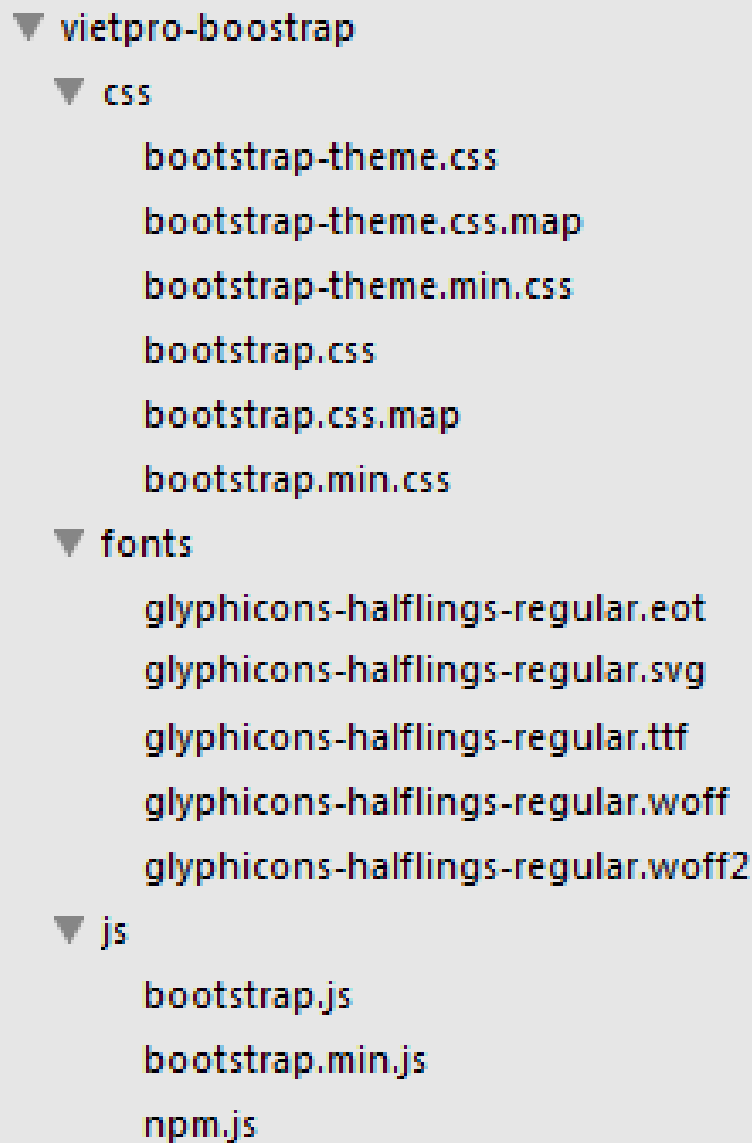 vietpro-boostrap
css
bootstrap-theme.css
bootstrap-theme.css.map
bootstrap-theme.min.css
bootstrap.css
bootstrap.css.map
bootstrap.min.css
fonts
glyphicons-halflings-regular.eot
glyphicons-halflings-regular.svg
glyphicons-halflings-regular.ttf
glyphicons-halflings-regular.woff
glyphicons-halflings-regular.woff2
js
bootstrap.js
bootstrap.min.js
npm.js